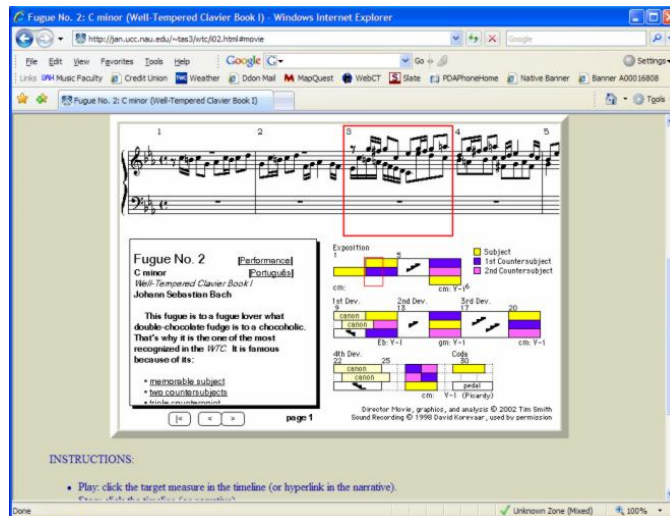 Fugue No. 2: C minor (Well-Tempered Clavier Book I) - Windows Internet Explorer
http://jan.ucc.nau.edu/~tas3/wtc/i02.html#movie
Google
File Edit View Favorites Tools Help
Google G
Go
Settings
Links UAH Music Faculty Credit Union Weather Ddon Mail MapQuest WebCT Slate PDAPhoneHome Native Banner Banner A00016808
Fugue No. 2: C minor (Well-Tempered Clavier Book I)
Tools
1 2 3 4 5
Fugue No. 2
[Performance]
C minor
[Português]
Well-Tempered Clavier Book I
Johann Sebastian Bach
This fugue is to a fugue lover what
double-chocolate fudge is to a chocoholic.
That's why it is the one of the most
recognized in the WTC. It is famous
because of its:
• memorable subject
• two countersubjects
• triple counterpoint
|< < >
page 1
Exposition
1 5
Subject
1st Countersubject
2nd Countersubject
cm: cm: Y-i6
1st Dev. 2nd Dev. 3rd Dev.
9 13 17 20
canon
canon
Eb: Y-I gm: Y-i cm: Y-i
4th Dev. Coda
22 25 30
canon
canon
pedal
cm: Y-I (Picardy)
Director Movie, graphics, and analysis © 2002 Tim Smith
Sound Recording © 1998 David Korevaar, used by permission
INSTRUCTIONS:
• Play: click the target measure in the timeline (or hyperlink in the narrative).
Done
Unknown Zone (Mixed)
100%